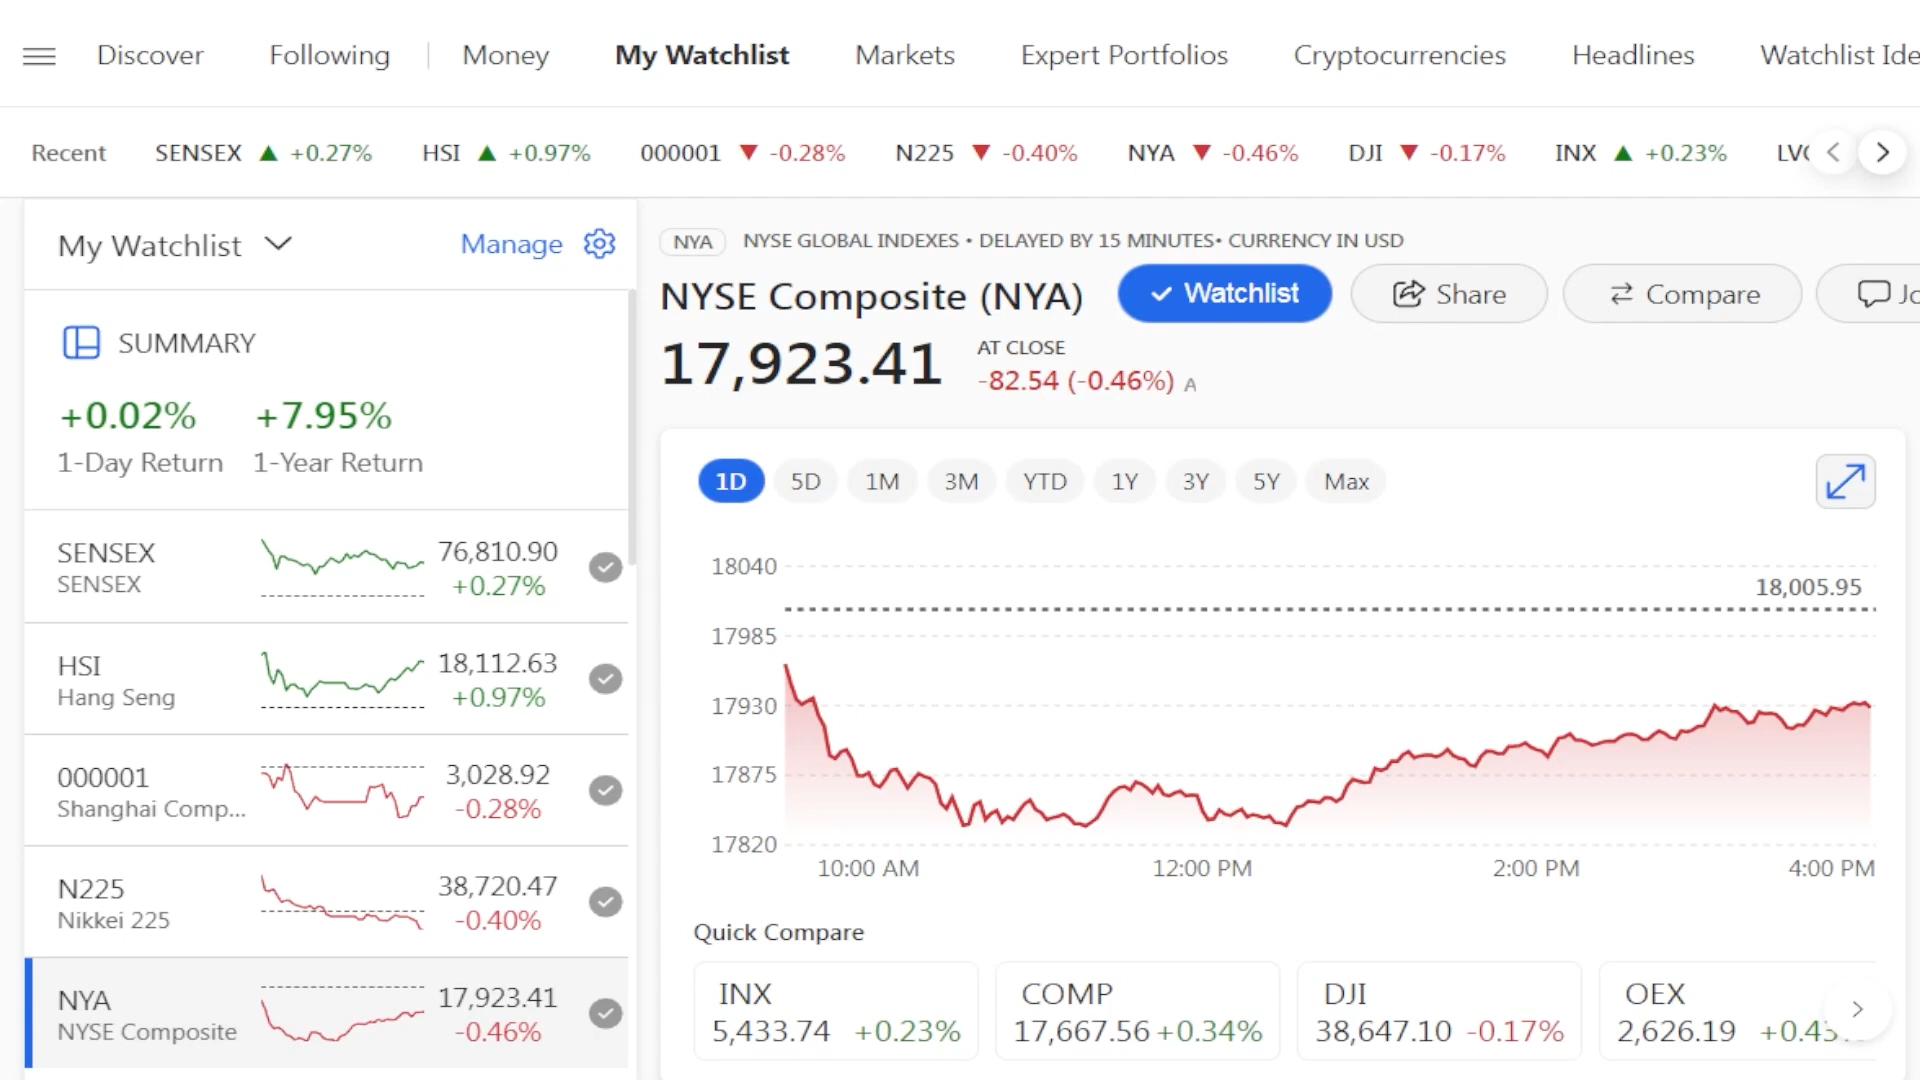 Discover Following Money My Watchlist Markets Expert Portfolios Cryptocurrencies Headlines Watchlist Ide
Recent SENSEX ▲ +0.27% HSI ▲ +0.97% 000001 ▼ -0.28% N225 ▼ -0.40% NYA ▼ -0.46% DJI ▼ -0.17% INX ▲ +0.23%
My Watchlist Manage
SUMMARY
+0.02% +7.95%
1-Day Return 1-Year Return
SENSEX 76,810.90
SENSEX +0.27%
HSI 18,112.63
Hang Seng +0.97%
000001 3,028.92
Shanghai Comp... -0.28%
N225 38,720.47
Nikkei 225 -0.40%
NYA 17,923.41
NYSE Composite -0.46%
NYA NYSE GLOBAL INDEXES • DELAYED BY 15 MINUTES• CURRENCY IN USD
NYSE Composite (NYA) Watchlist Share Compare Jo
17,923.41 AT CLOSE
-82.54 (-0.46%) A
1D 5D 1M 3M YTD 1Y 3Y 5Y Max
18040
18,005.95
17985
17930
17875
17820
10:00 AM 12:00 PM 2:00 PM 4:00 PM
Quick Compare
INX COMP DJI OEX
5,433.74 +0.23% 17,667.56 +0.34% 38,647.10 -0.17% 2,626.19 +0.43